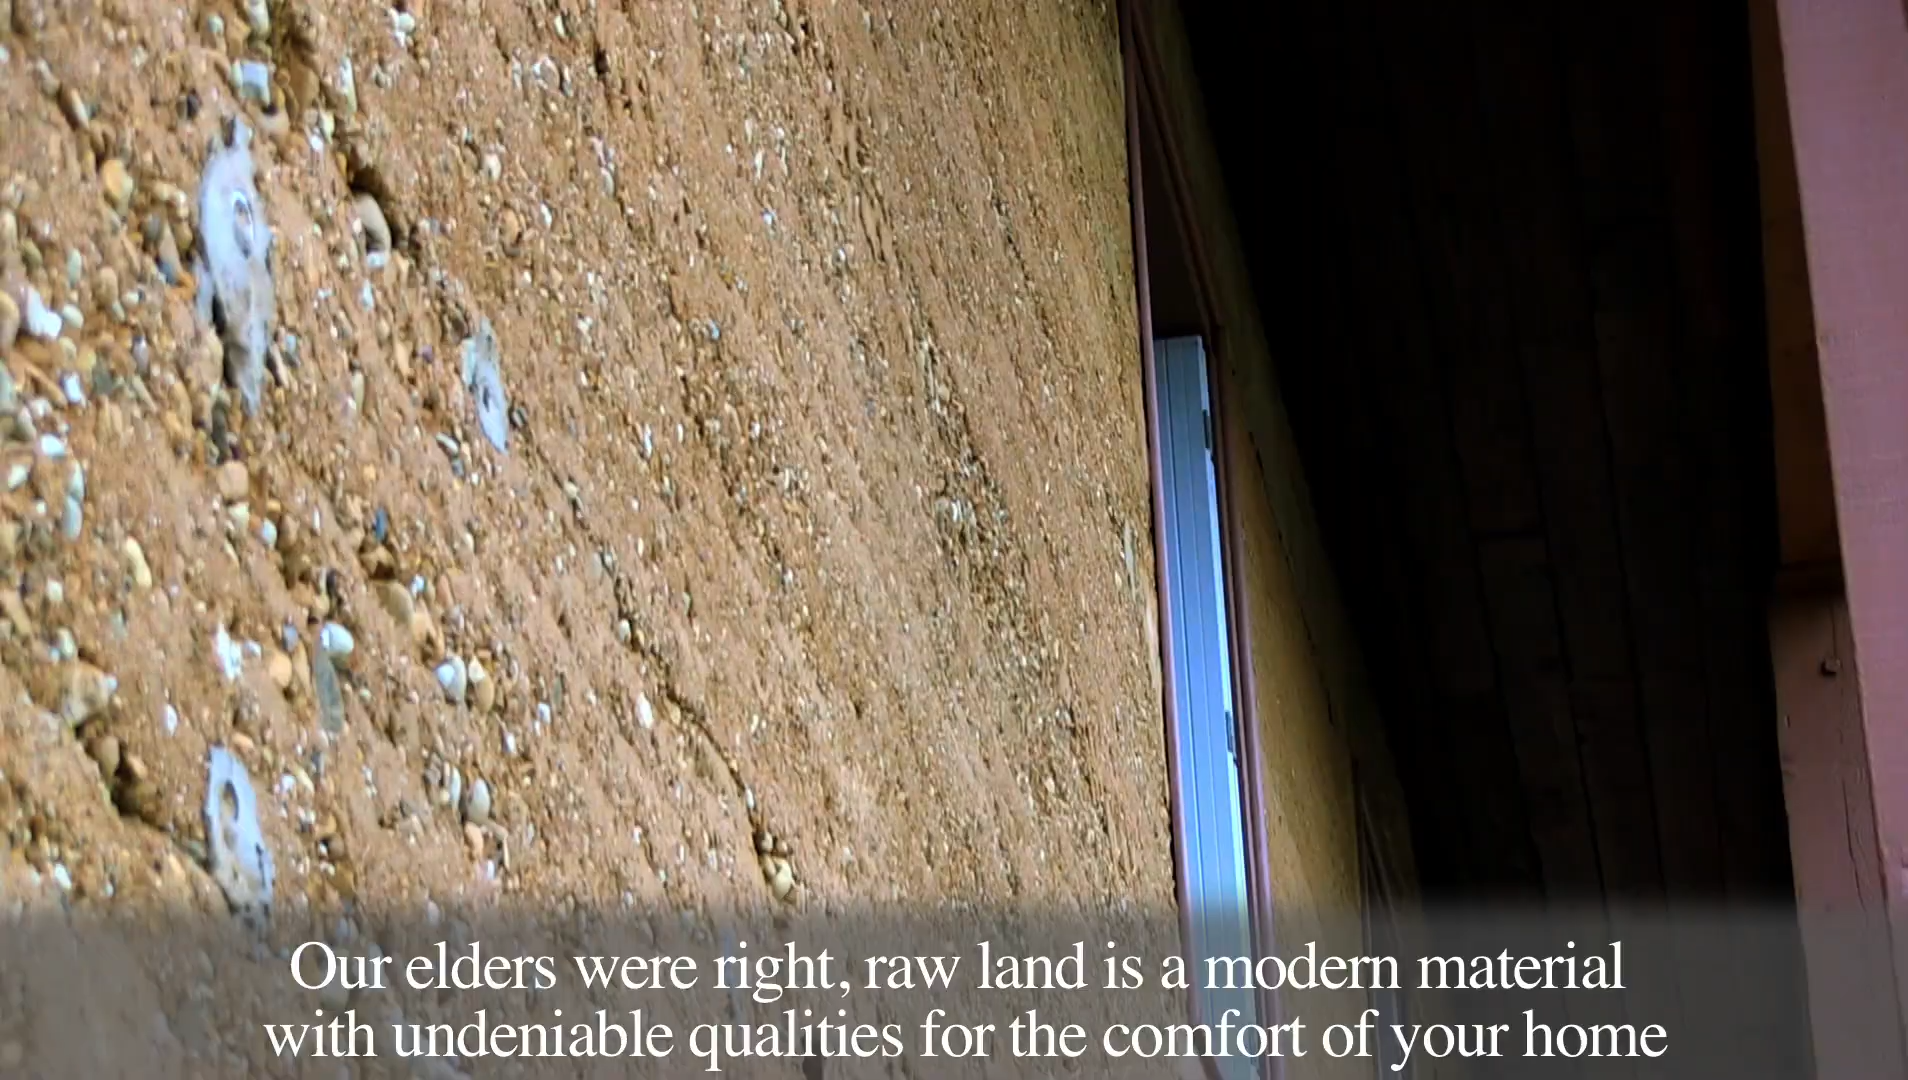 Our elders were right, raw land is a modern material
with undeniable qualities for the comfort of your home